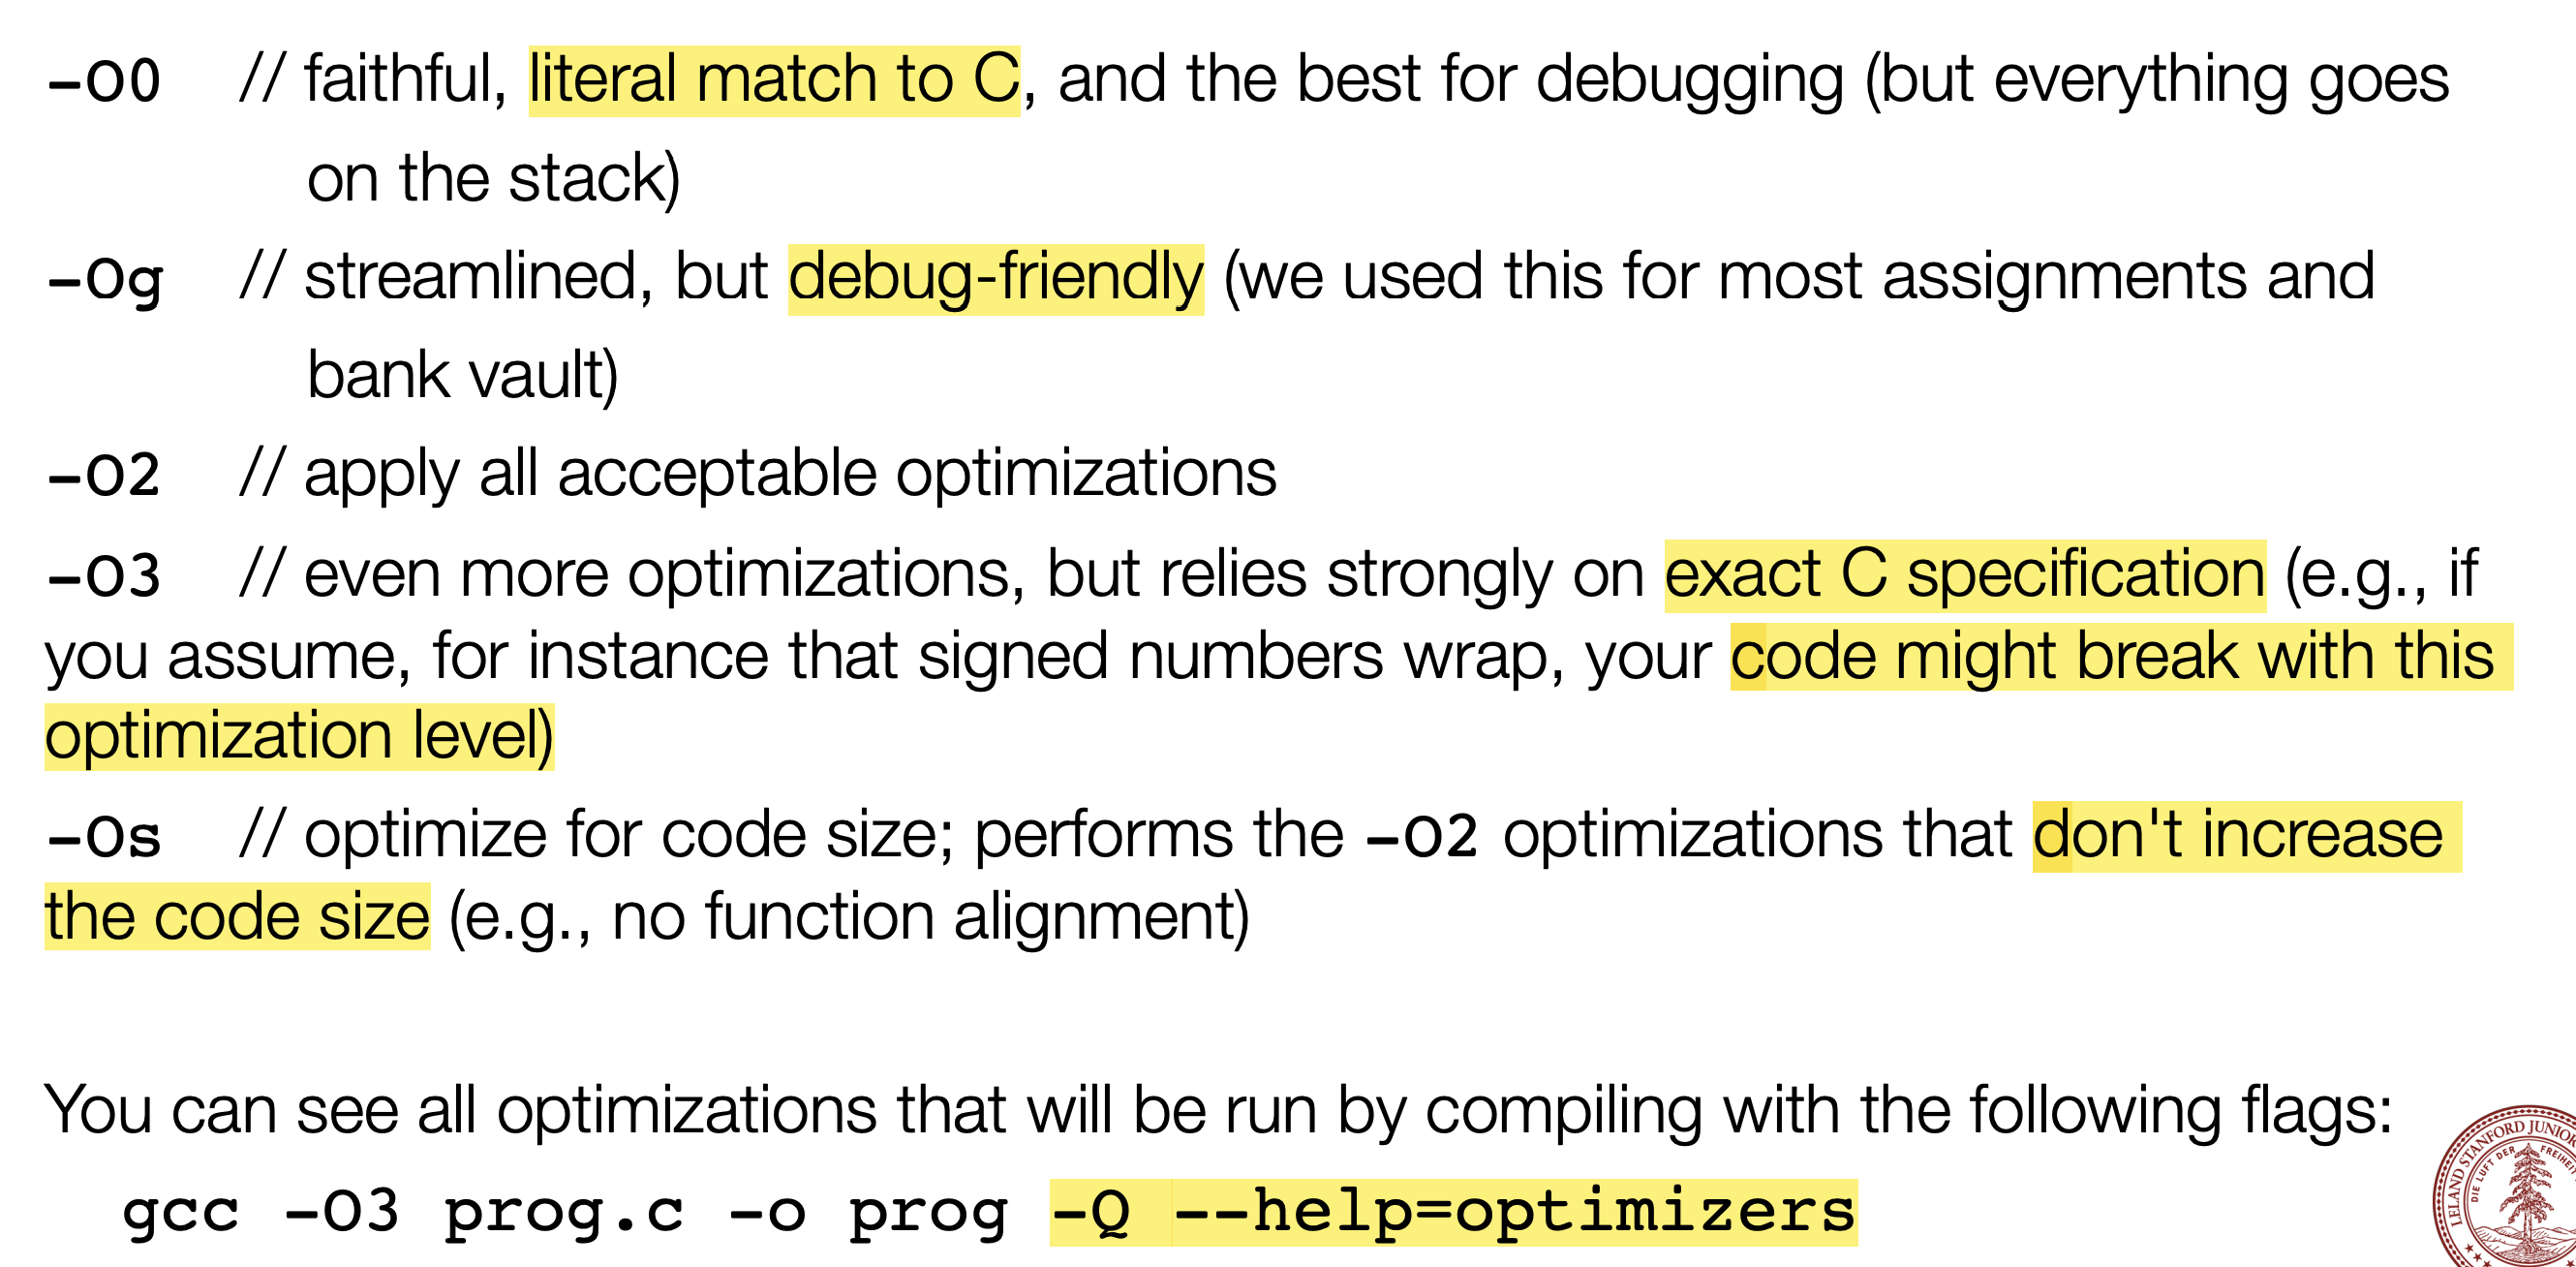 -O0 // faithful, literal match to C, and the best for debugging (but everything goes
on the stack)
-Og // streamlined, but debug-friendly (we used this for most assignments and
bank vault)
-O2 // apply all acceptable optimizations
-O3 // even more optimizations, but relies strongly on exact C specification (e.g., if
you assume, for instance that signed numbers wrap, your code might break with this
optimization level)
-Os // optimize for code size; performs the -O2 optimizations that don't increase
the code size (e.g., no function alignment)
You can see all optimizations that will be run by compiling with the following flags:
gcc -O3 prog.c -o prog -Q --help=optimizers
LELAND STANFORD JUNIOR
DIE LUFT DER